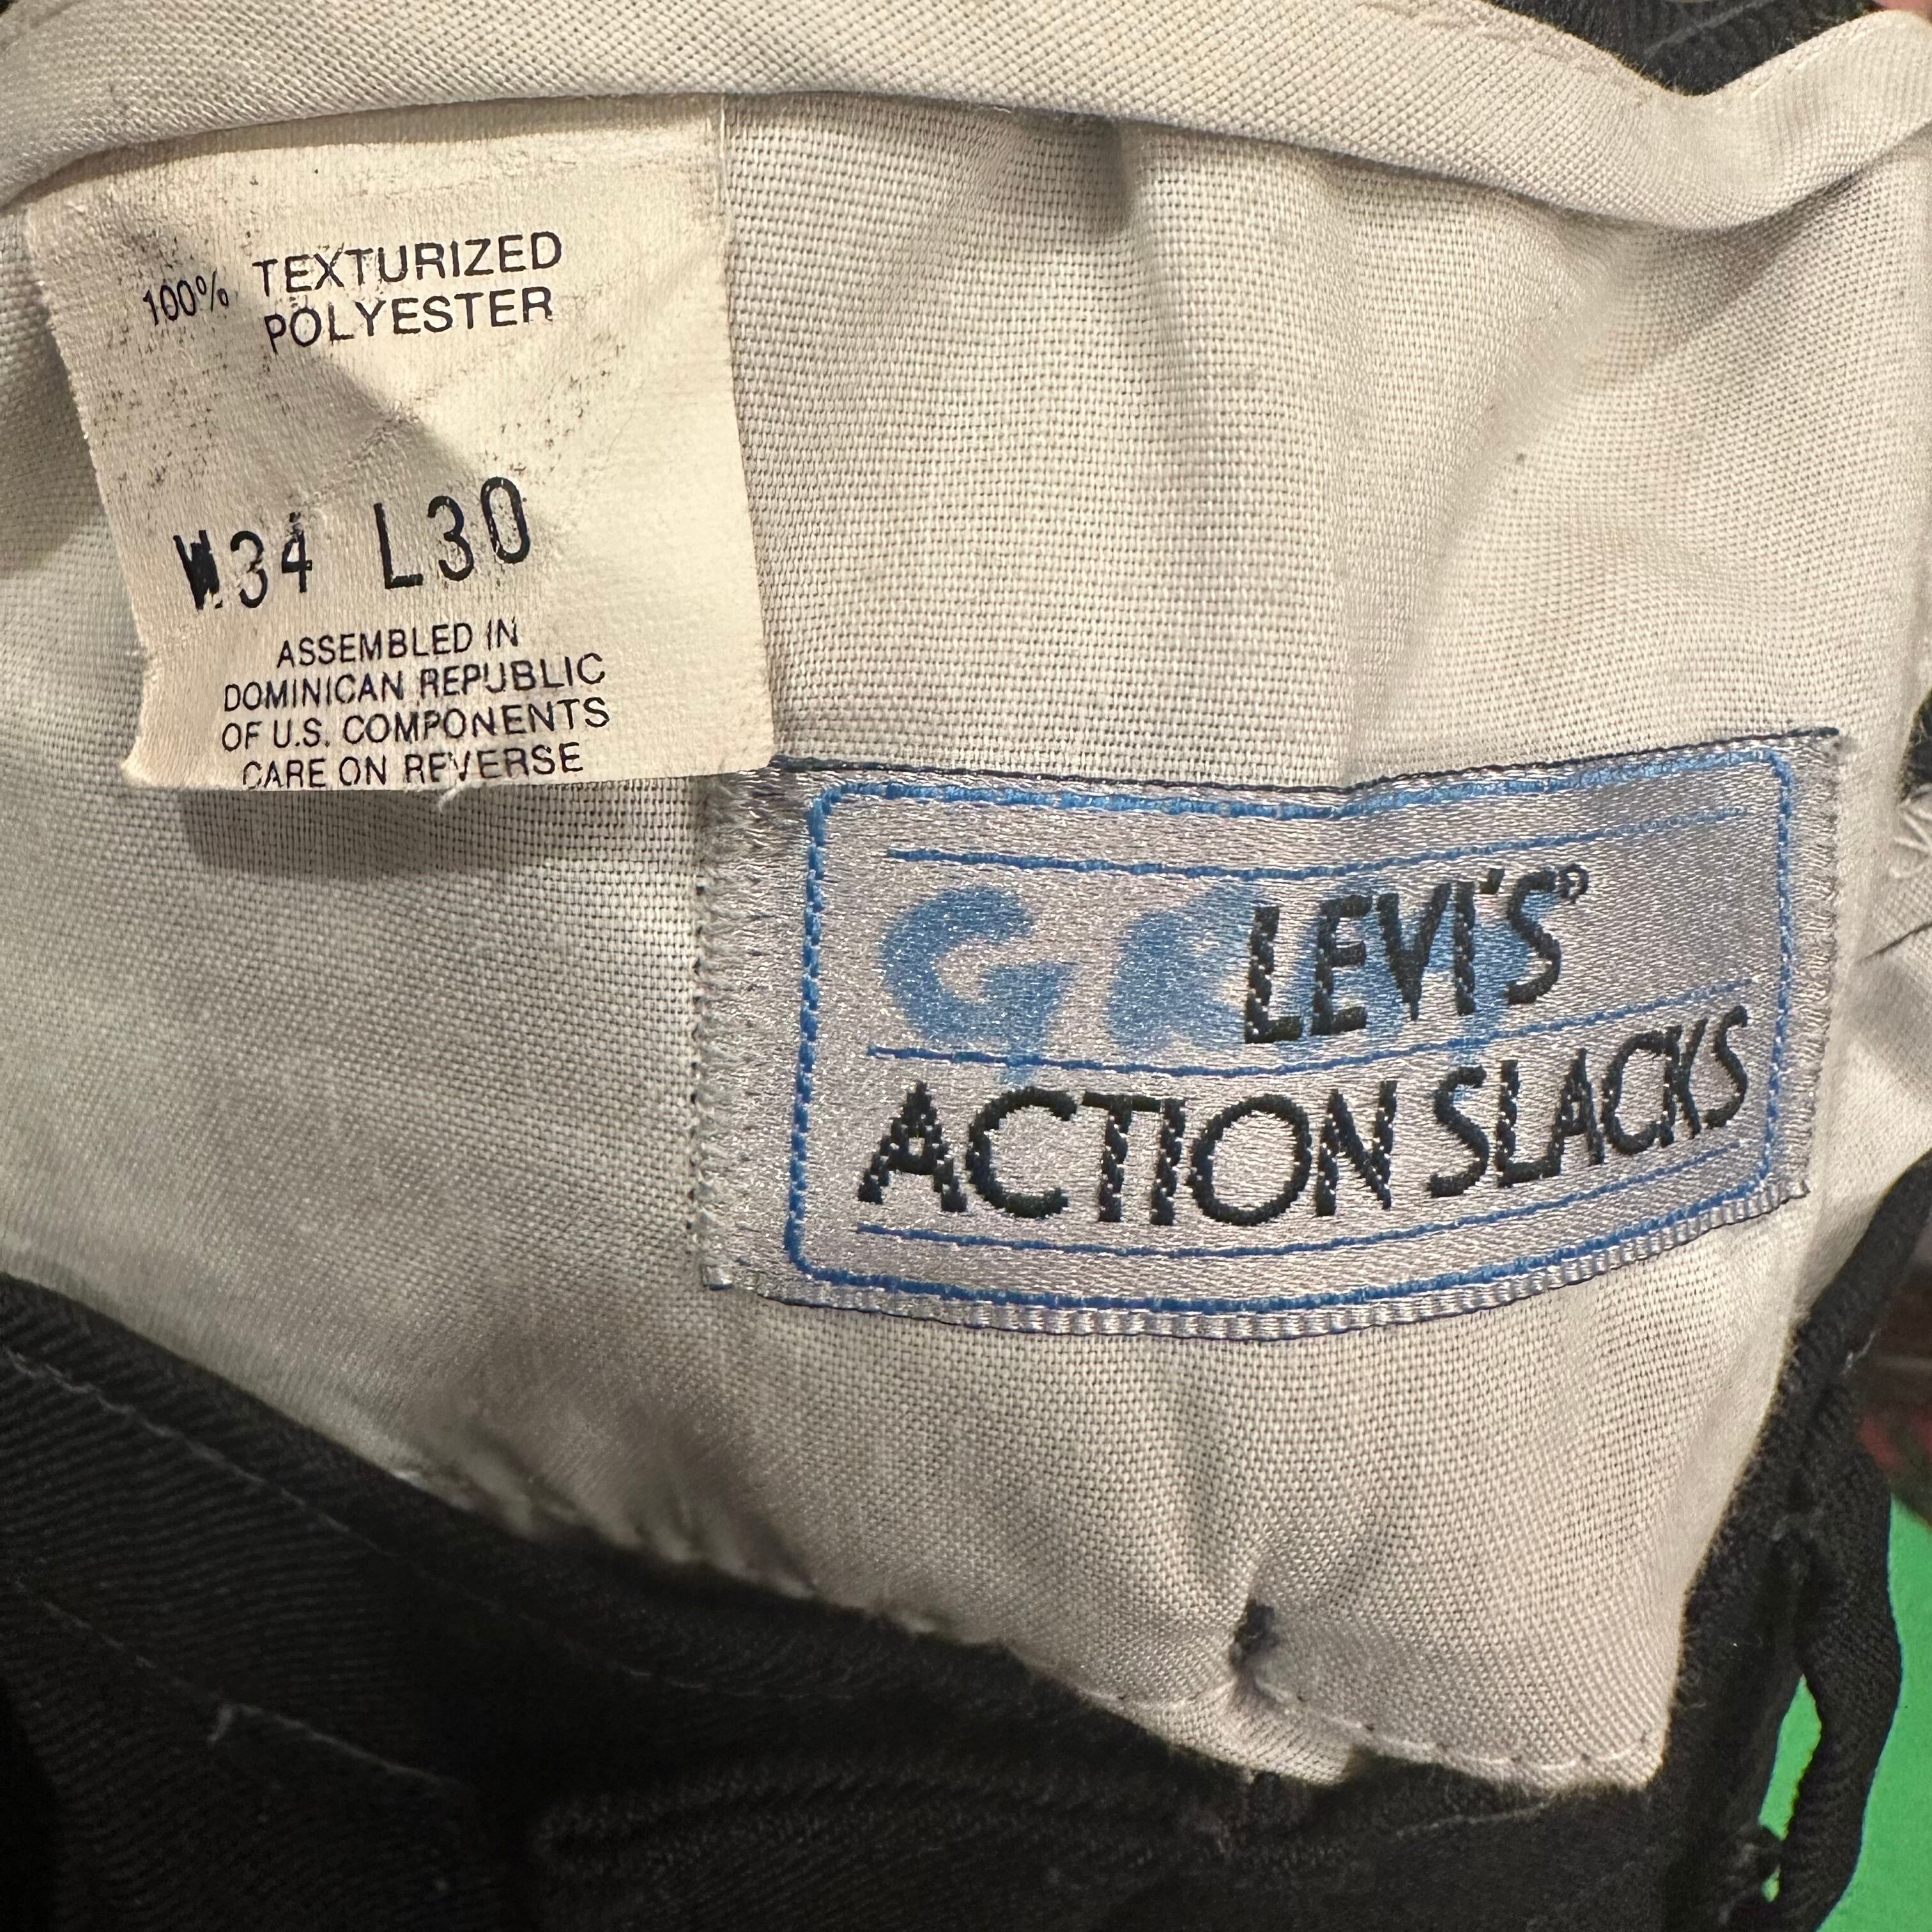 100% TEXTURIZED
POLYESTER
W34 L30
ASSEMBLED IN
DOMINICAN REPUBLIC
OF U.S. COMPONENTS
CARE ON REVERSE
LEVI'S®
ACTION SLACKS